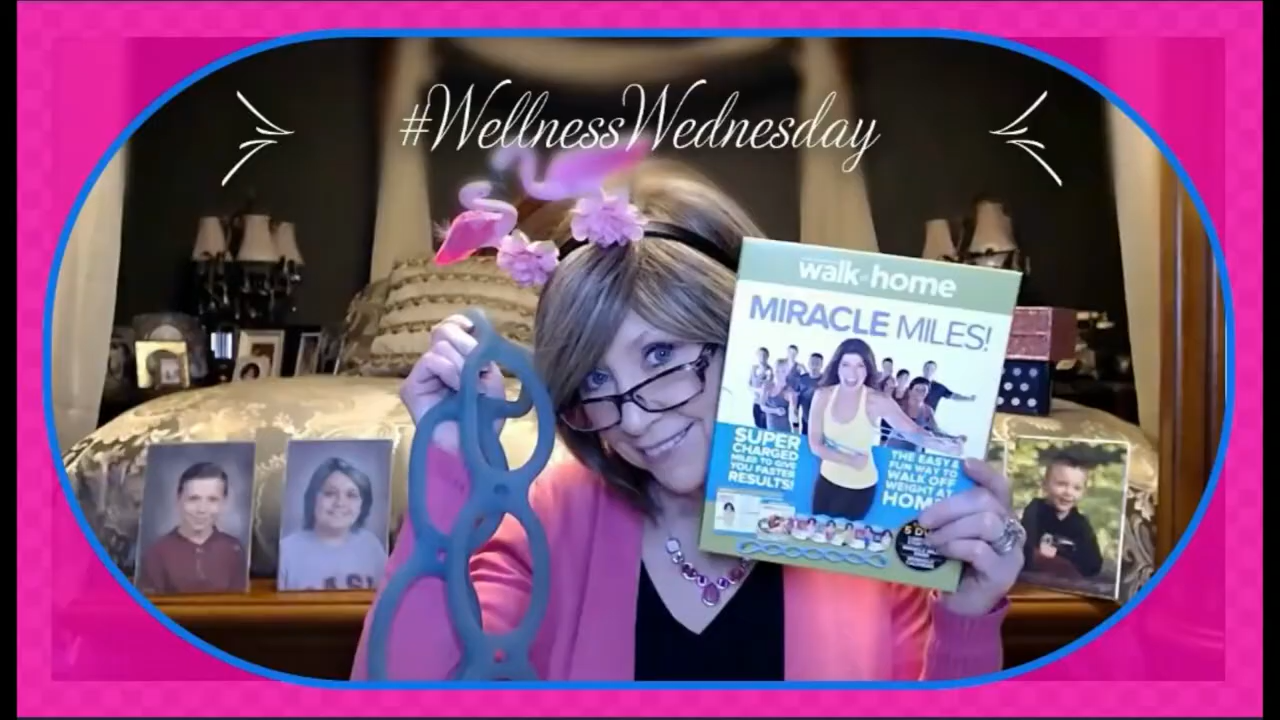 #WellnessWednesday
walk at home
MIRACLE MILES!
SUPER
CHARGED
MILES TO GIVE
YOU FASTER
RESULTS!
THE EASY &
FUN WAY TO
WALK OFF
WEIGHT AT